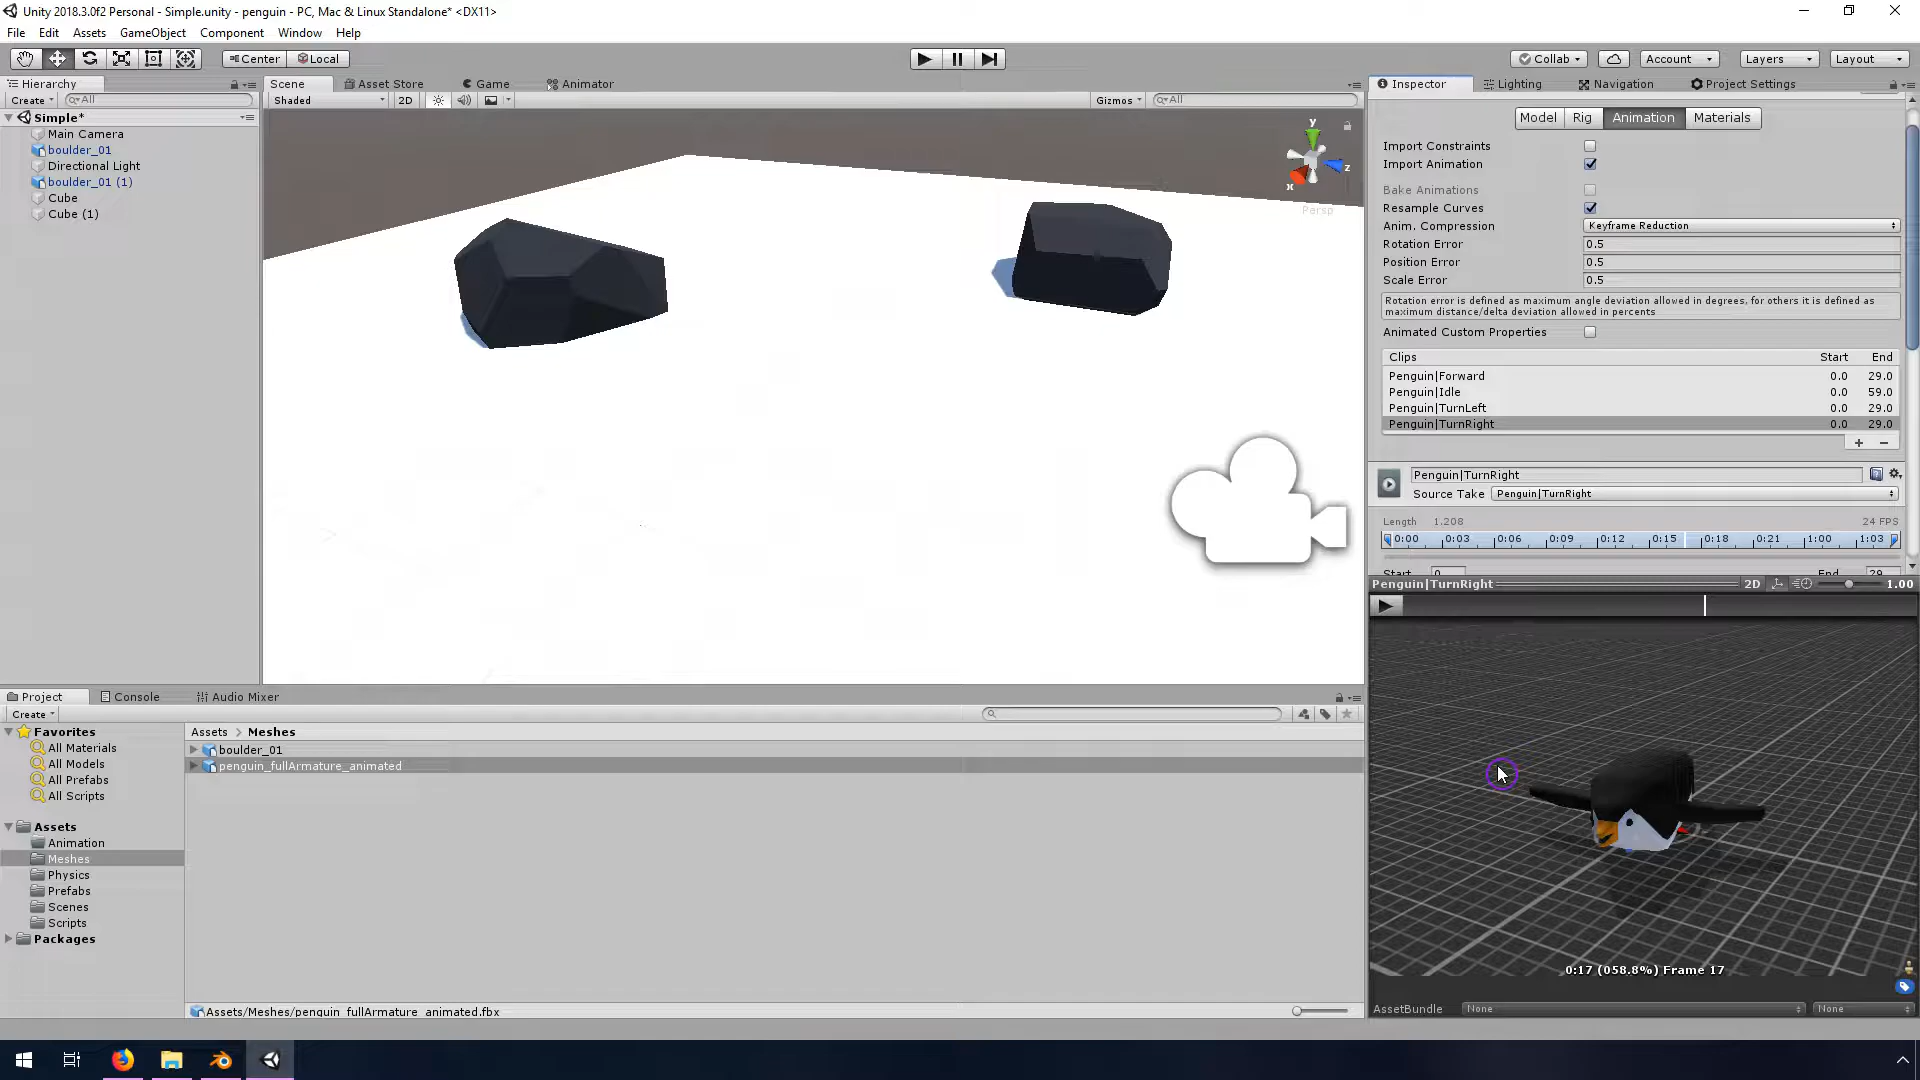 Unity 2018.3.0f2 Personal - Simple.unity - penguin - PC, Mac & Linux Standalone* <DX11>
File Edit Assets GameObject Component Window Help
Center Local Collab Account Layers Layout
Hierarchy
Create All
Simple*
Main Camera
boulder_01
Directional Light
boulder_01 (1)
Cube
Cube (1)
Scene Asset Store Game Animator
Shaded 2D Gizmos All
y
z
x
Persp
Inspector Lighting Navigation Project Settings
Model Rig Animation Materials
Import Constraints
Import Animation
Bake Animations
Resample Curves
Anim. Compression Keyframe Reduction
Rotation Error 0.5
Position Error 0.5
Scale Error 0.5
Rotation error is defined as maximum angle deviation allowed in degrees, for others it is defined as
maximum distance/delta deviation allowed in percents
Animated Custom Properties
Clips Start End
Penguin|Forward 0.0 29.0
Penguin|Idle 0.0 59.0
Penguin|TurnLeft 0.0 29.0
Penguin|TurnRight 0.0 29.0
Penguin|TurnRight
Source Take Penguin|TurnRight
Length 1.208 24 FPS
0:00 0:03 0:06 0:09 0:12 0:15 0:18 0:21 1:00 1:03
Start 0 End 29
Penguin|TurnRight 2D 1.00
0:17 (058.8%) Frame 17
AssetBundle None None
Project Console Audio Mixer
Create
Favorites
All Materials
All Models
All Prefabs
All Scripts
Assets
Animation
Meshes
Physics
Prefabs
Scenes
Scripts
Packages
Assets > Meshes
boulder_01
penguin_fullArmature_animated
Assets/Meshes/penguin_fullArmature_animated.fbx